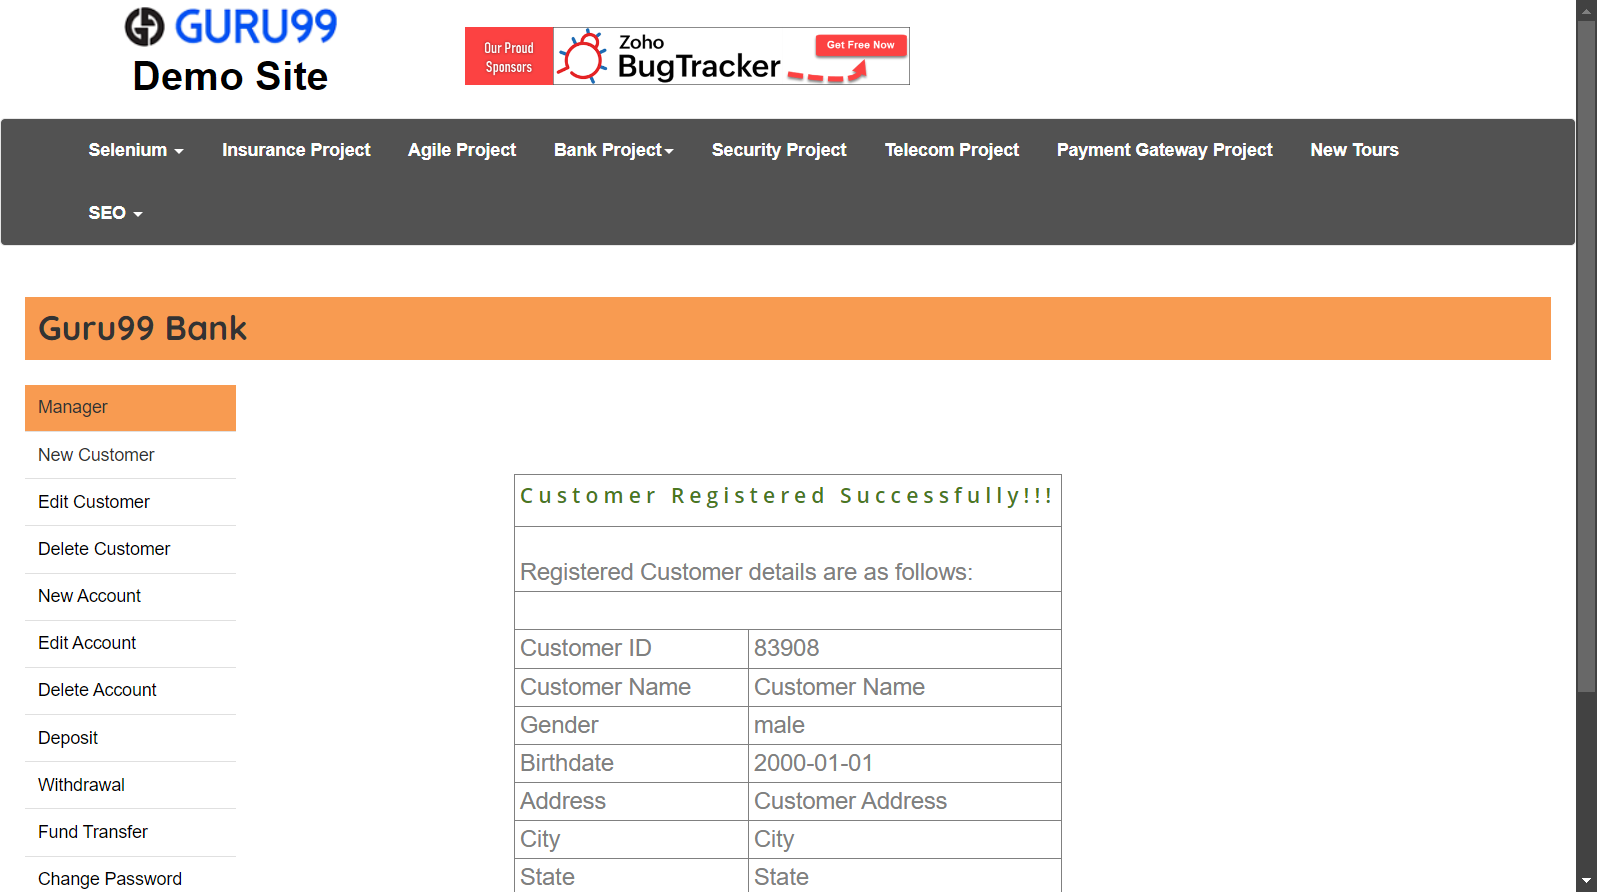 GURU99
Demo Site
Our Proud
Sponsors
Zoho
BugTracker
Get Free Now
Selenium
Insurance Project
Agile Project
Bank Project
Security Project
Telecom Project
Payment Gateway Project
New Tours
SEO
Guru99 Bank
Manager
New Customer
Edit Customer
Delete Customer
New Account
Edit Account
Delete Account
Deposit
Withdrawal
Fund Transfer
Change Password
Customer Registered Successfully!!!
Registered Customer details are as follows:
Customer ID 83908
Customer Name Customer Name
Gender male
Birthdate 2000-01-01
Address Customer Address
City City
State State